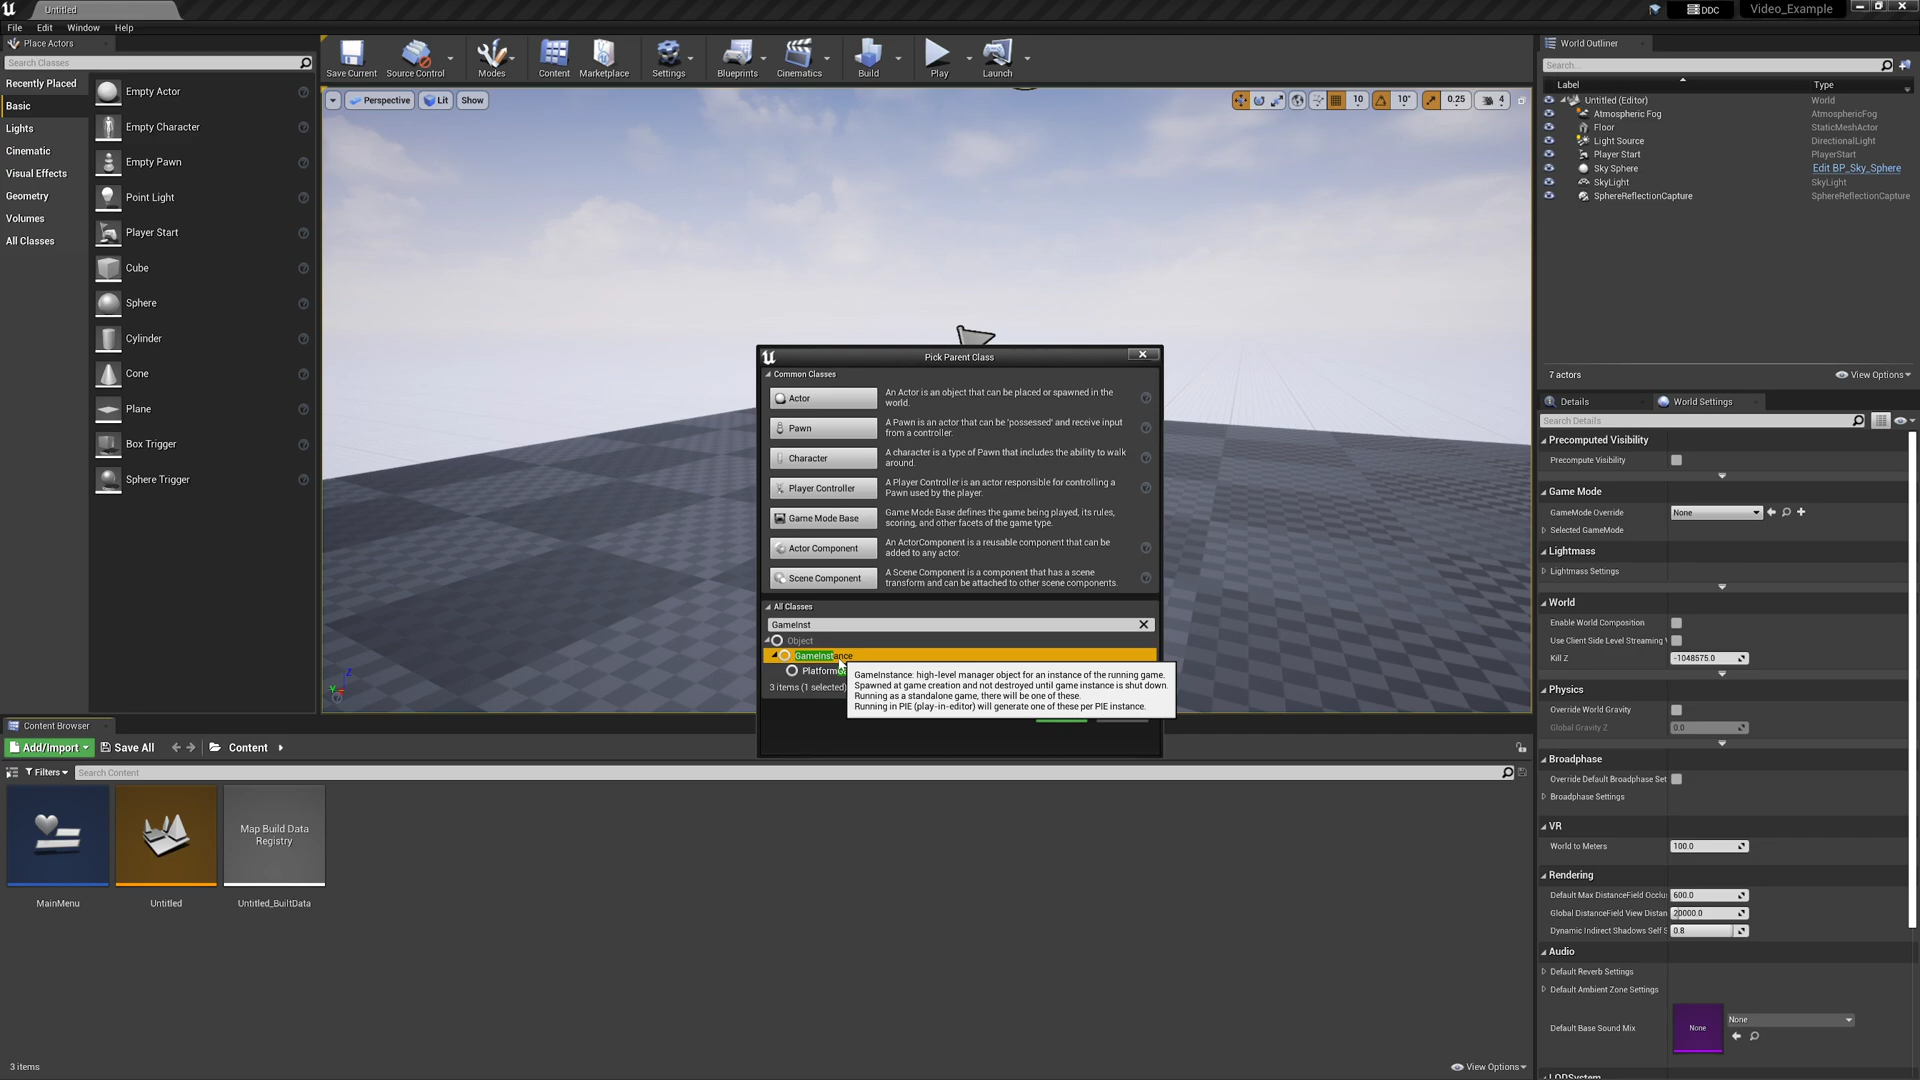 Untitled
DDC
Video_Example
File Edit Window Help
Place Actors
Search Classes
Recently Placed
Basic
Lights
Cinematic
Visual Effects
Geometry
Volumes
All Classes
Empty Actor
Empty Character
Empty Pawn
Point Light
Player Start
Cube
Sphere
Cylinder
Cone
Plane
Box Trigger
Sphere Trigger
Save Current
Source Control
Modes
Content
Marketplace
Settings
Blueprints
Cinematics
Build
Play
Launch
Perspective
Lit
Show
10
10°
0.25
4
Pick Parent Class
Common Classes
Actor
An Actor is an object that can be placed or spawned in the
world.
Pawn
A Pawn is an actor that can be 'possessed' and receive input
from a controller.
Character
A character is a type of Pawn that includes the ability to walk
around.
Player Controller
A Player Controller is an actor responsible for controlling a
Pawn used by the player.
Game Mode Base
Game Mode Base defines the game being played, its rules,
scoring, and other facets of the game type.
Actor Component
An ActorComponent is a reusable component that can be
added to any actor.
Scene Component
A Scene Component is a component that has a scene
transform and can be attached to other scene components.
All Classes
GameInst
Object
GameInstance
3 items (1 selected)
GameInstance: high-level manager object for an instance of the running game.
Spawned at game creation and not destroyed until game instance is shut down.
Running as a standalone game, there will be one of these.
Running in PIE (play-in-editor) will generate one of these per PIE instance.
World Outliner
Search...
Label Type
Untitled (Editor) World
Atmospheric Fog AtmosphericFog
Floor StaticMeshActor
Light Source DirectionalLight
Player Start PlayerStart
Sky Sphere Edit BP_Sky_Sphere
SkyLight SkyLight
SphereReflectionCapture SphereReflectionCapture
7 actors
View Options
Details
World Settings
Search Details
Precomputed Visibility
Precompute Visibility
Game Mode
GameMode Override None
Selected GameMode
Lightmass
Lightmass Settings
World
Enable World Composition
Use Client Side Level Streaming
Kill Z -1048575.0
Physics
Override World Gravity
Global Gravity Z 0.0
Broadphase
Override Default Broadphase Set
Broadphase Settings
VR
World to Meters 100.0
Rendering
Default Max DistanceField Occlu 600.0
Global DistanceField View Distan 20000.0
Dynamic Indirect Shadows Self S 0.8
Audio
Default Reverb Settings
Default Ambient Zone Settings
Default Base Sound Mix None None
Content Browser
Add/Import
Save All
Content
Filters
Search Content
Map Build Data
Registry
MainMenu
Untitled
Untitled_BuiltData
3 items
View Options